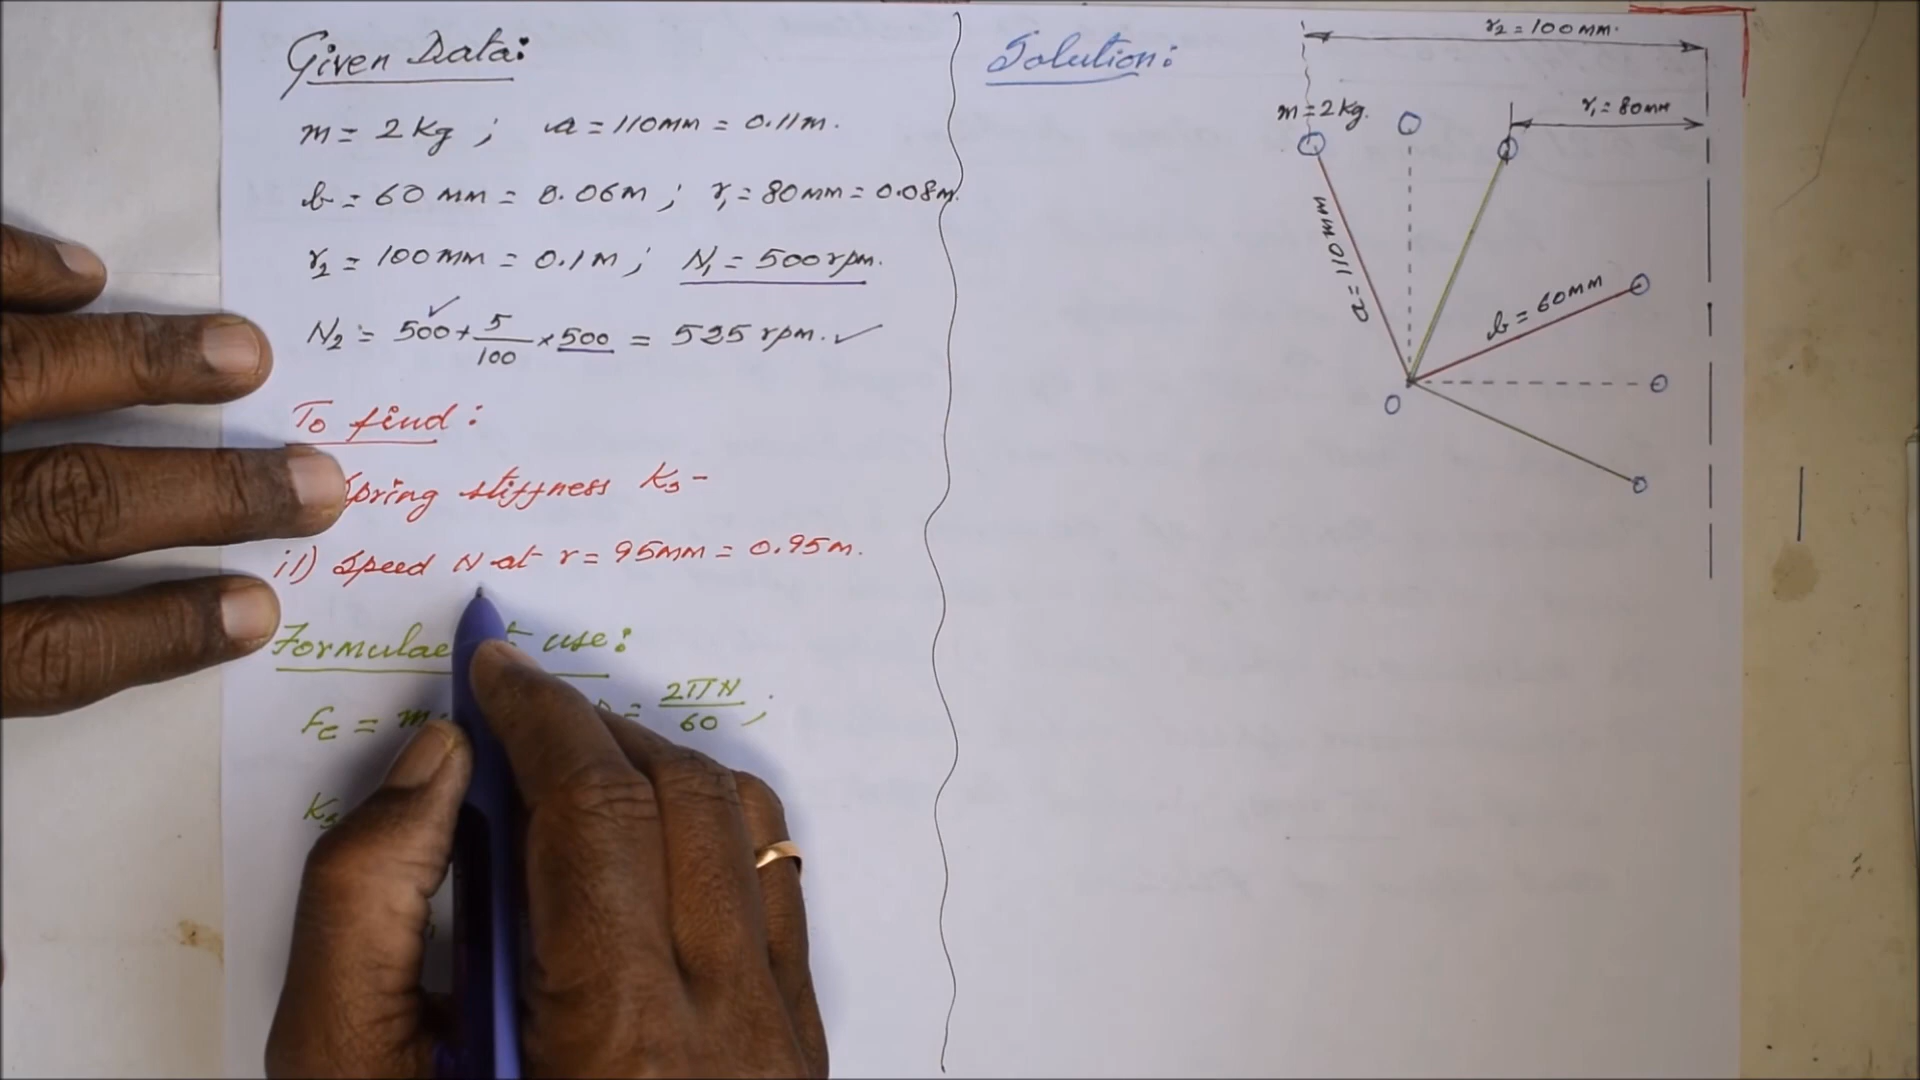 Given Data:
m = 2 Kg ; a = 110mm = 0.11m.
b = 60 mm = 0.06m ; r₁ = 80mm = 0.08m.
r₂ = 100mm = 0.1m ; N₁ = 500rpm.
N₂ = 500 + 5/100 × 500 = 525 rpm. ✓
To find :
Spring stiffness Ks -
ii) Speed N at r = 95mm = 0.95m.
Formulae use:
Fc = m. = 2πN/60 ;
Solution:
r₂ = 100mm.
m = 2kg.
r₁ = 80mm
a = 110mm
b = 60mm
O